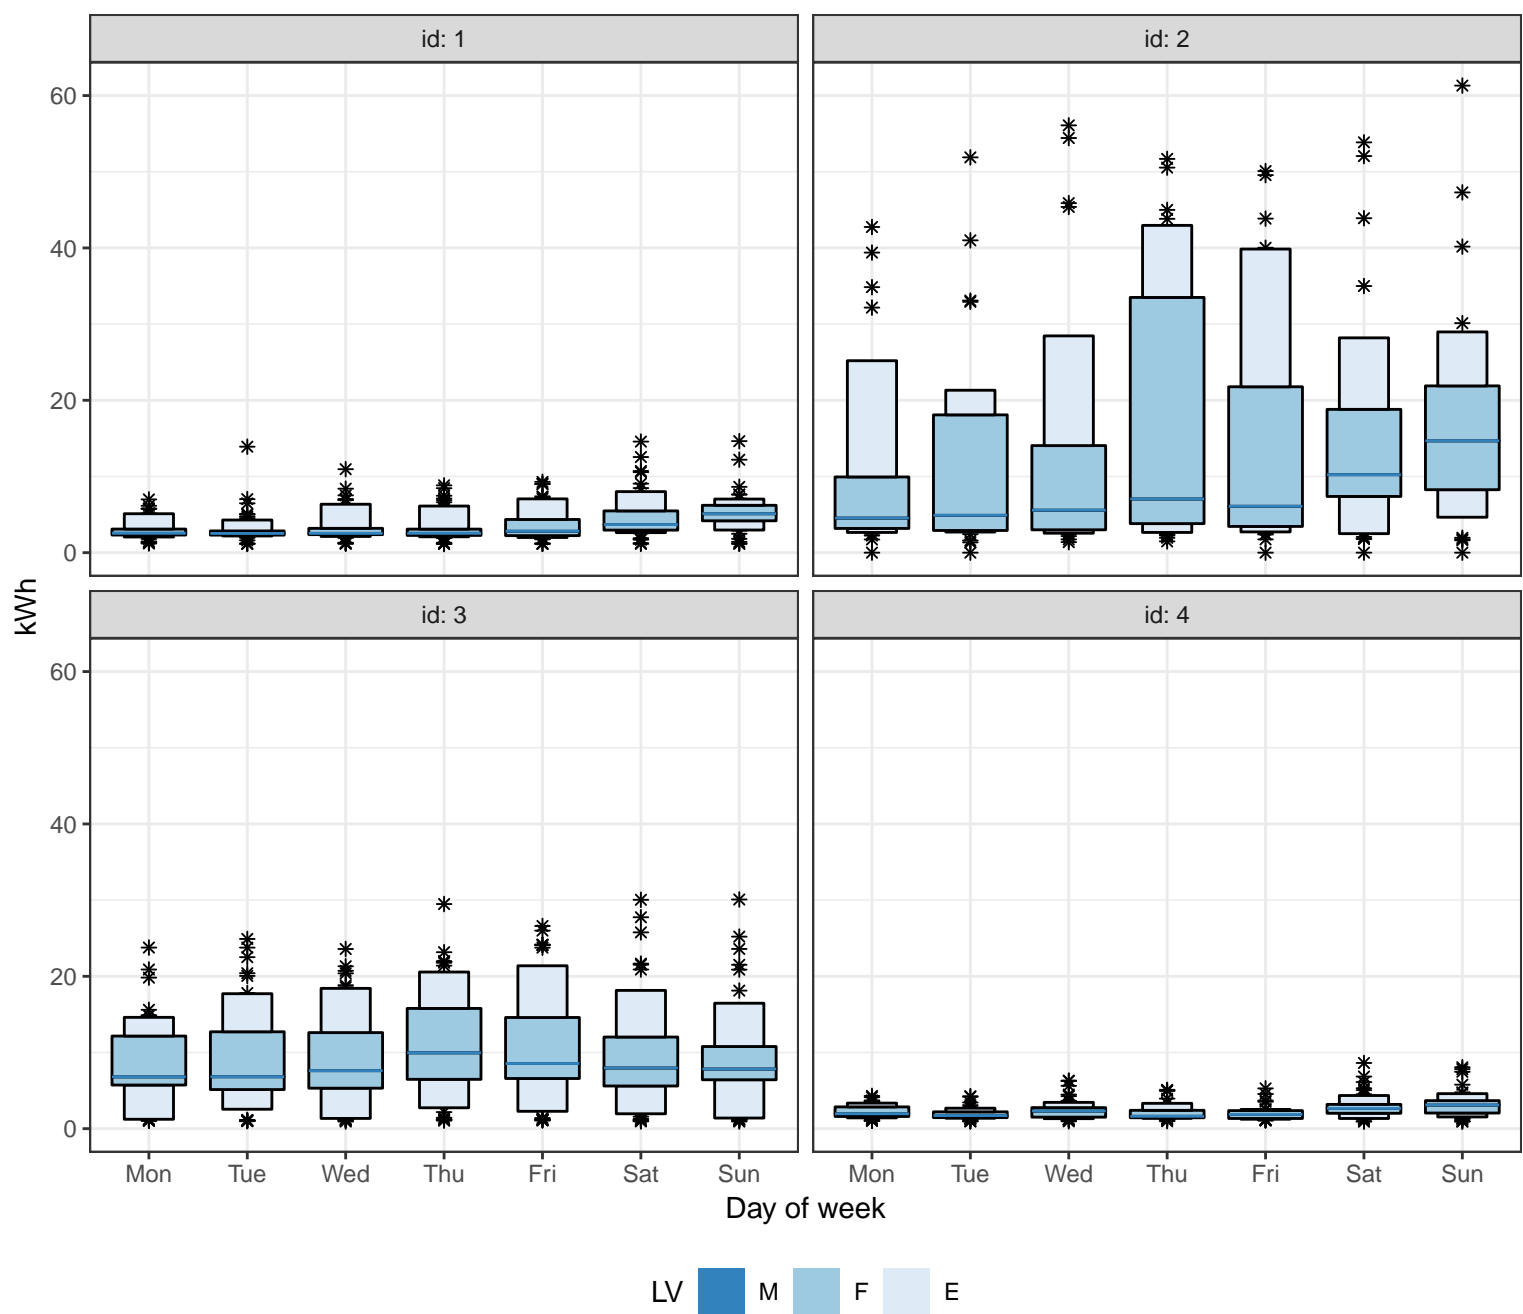 id: 1
id: 2
60
40
20
0
kWh
id: 3
id: 4
60
40
20
0
Mon Tue Wed Thu Fri Sat Sun Mon Tue Wed Thu Fri Sat Sun
Day of week
LV M F E